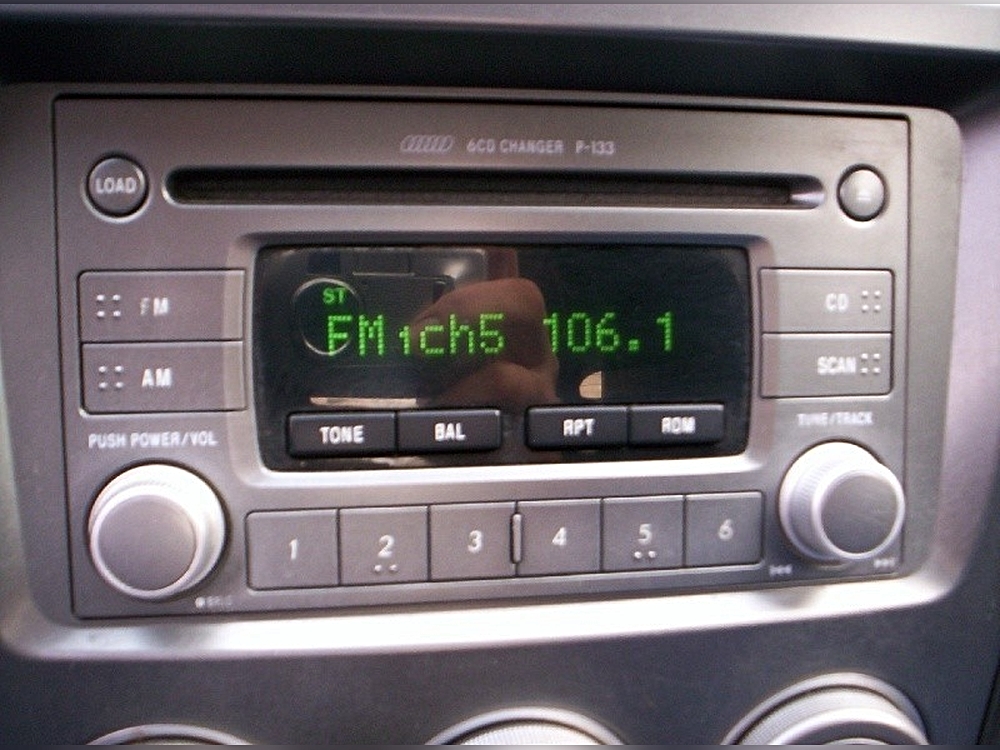 6CD CHANGER P-133
LOAD
FM
CD
ST
FM1ch5 106.1
AM
SCAN
TONE BAL RPT RDM
PUSH POWER/VOL
TUNE/TRACK
1 2 3 4 5 6